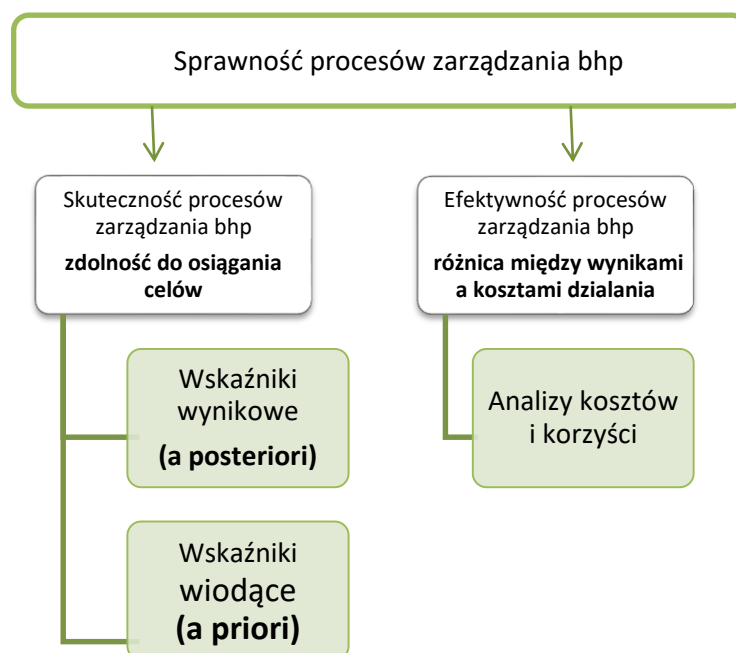 Sprawność procesów zarządzania bhp
Skuteczność procesów
zarządzania bhp
zdolność do osiągania
celów
Efektywność procesów
zarządzania bhp
różnica między wynikami
a kosztami dzialania
Wskaźniki
wynikowe
(a posteriori)
Analizy kosztów
i korzyści
Wskaźniki
wiodące
(a priori)